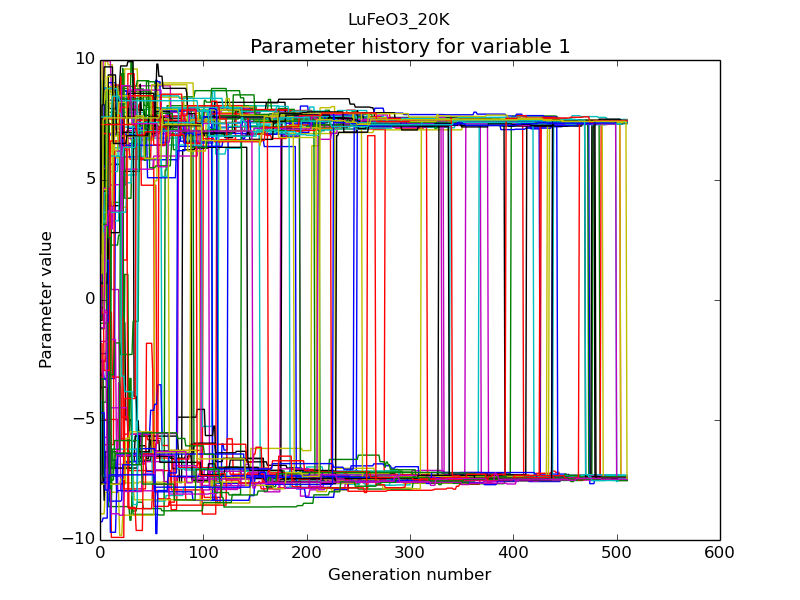 LuFeO3_20K
Parameter history for variable 1
10
5
0
−5
−10
Parameter value
0 100 200 300 400 500 600
Generation number